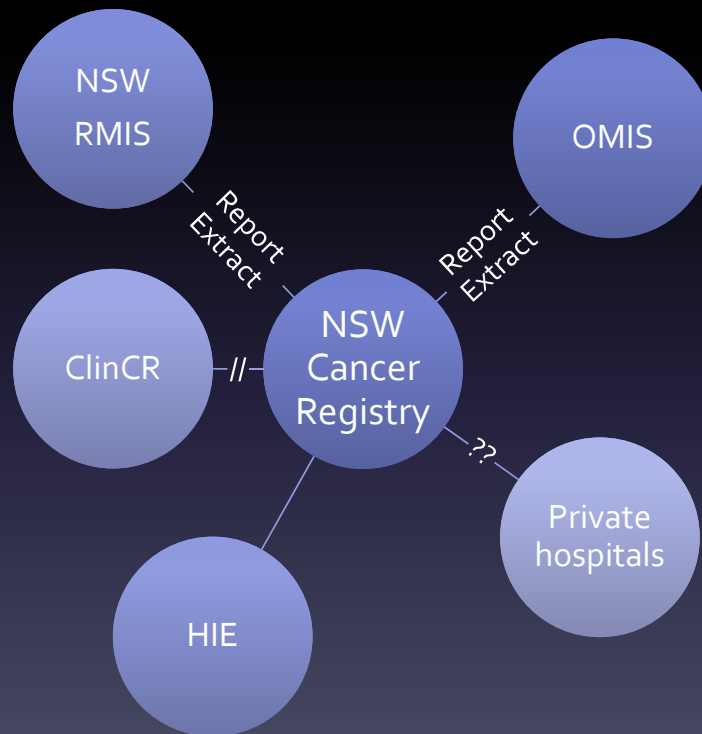 NSW
RMIS
OMIS
Report
Extract
Report
Extract
NSW
Cancer
Registry
ClinCR
//
??
Private
hospitals
HIE